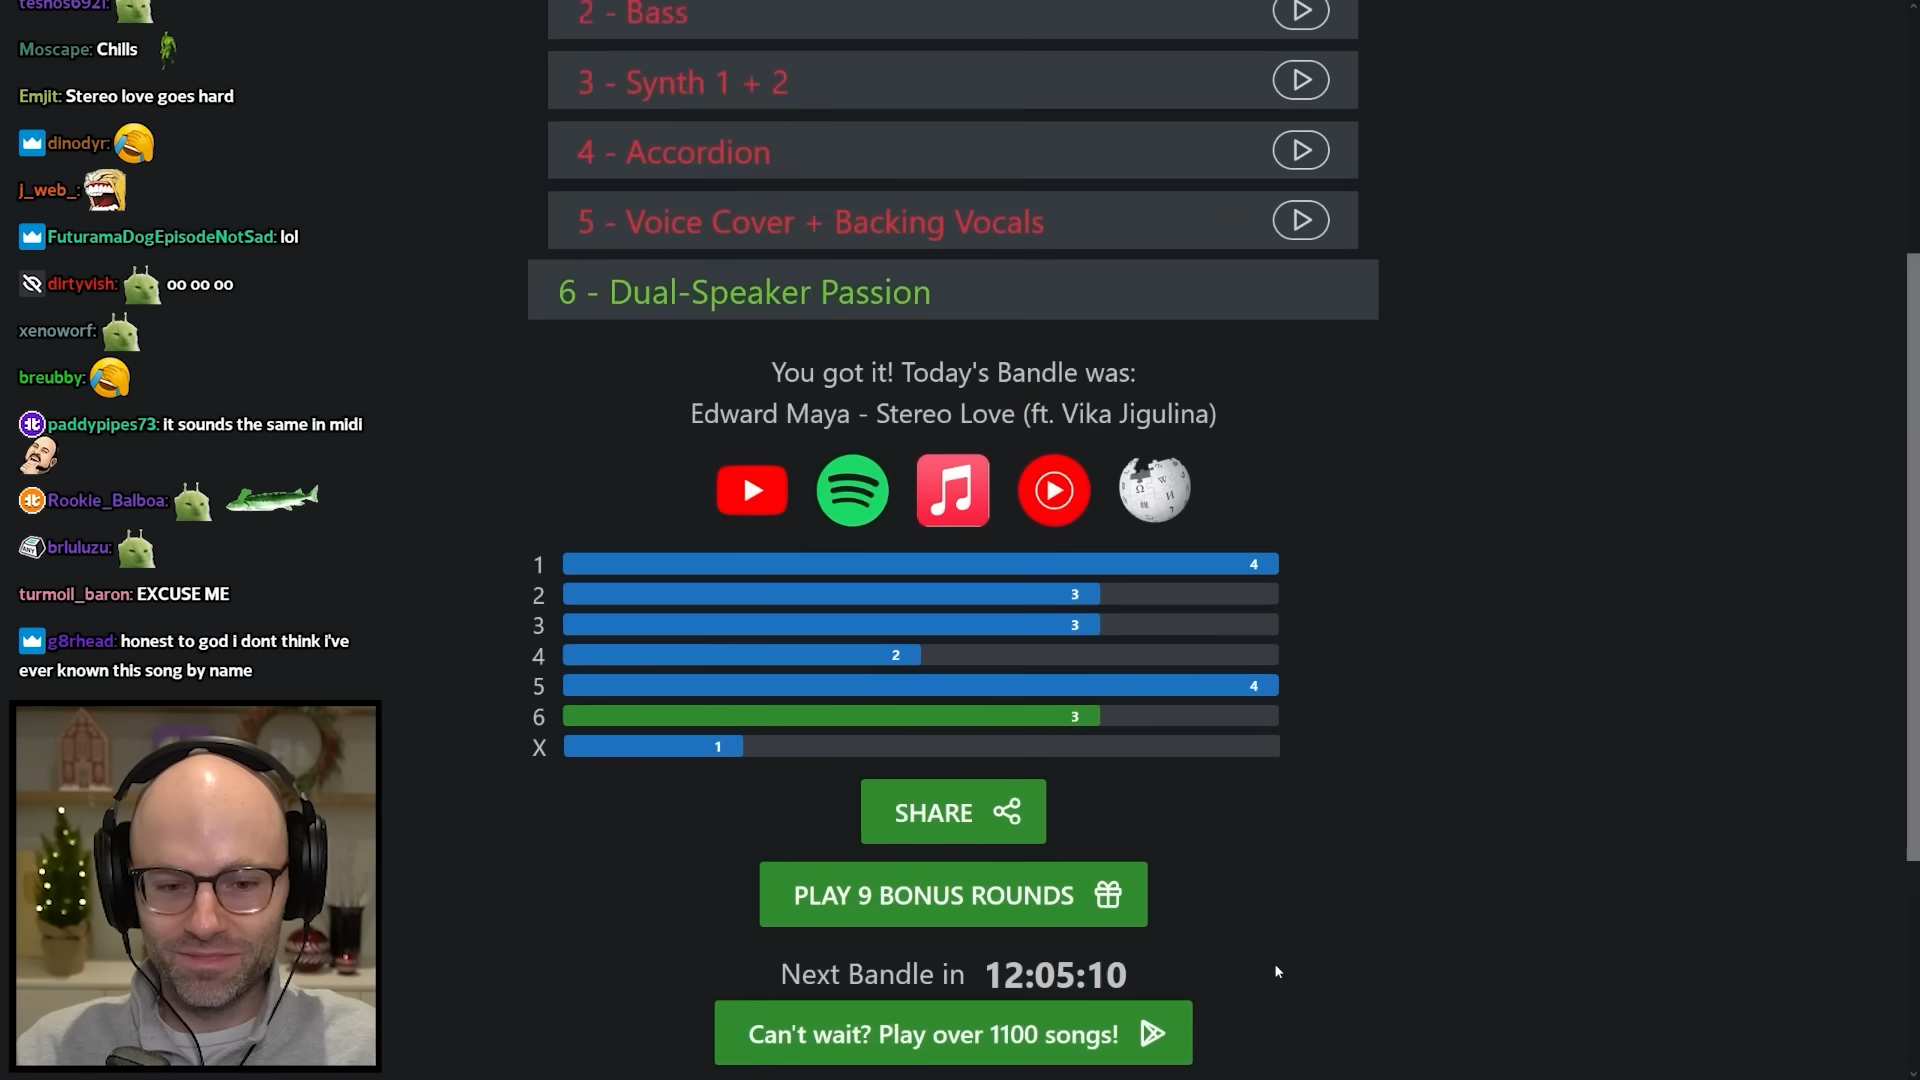 teshos6921:
Moscape: Chills
Emjit: Stereo love goes hard
dinodyr:
j_web_:
FuturamaDogEpisodeNotSad: lol
dirtyvish: oo oo oo
xenoworf:
breubby:
paddypipes73: it sounds the same in midi
Rookie_Balboa:
brluluzu:
turmoil_baron: EXCUSE ME
g8rhead: honest to god i dont think i've
ever known this song by name
2 - Bass
3 - Synth 1 + 2
4 - Accordion
5 - Voice Cover + Backing Vocals
6 - Dual-Speaker Passion
You got it! Today's Bandle was:
Edward Maya - Stereo Love (ft. Vika Jigulina)
1 4
2 3
3 3
4 2
5 4
6 3
X 1
SHARE
PLAY 9 BONUS ROUNDS
Next Bandle in 12:05:10
Can't wait? Play over 1100 songs!